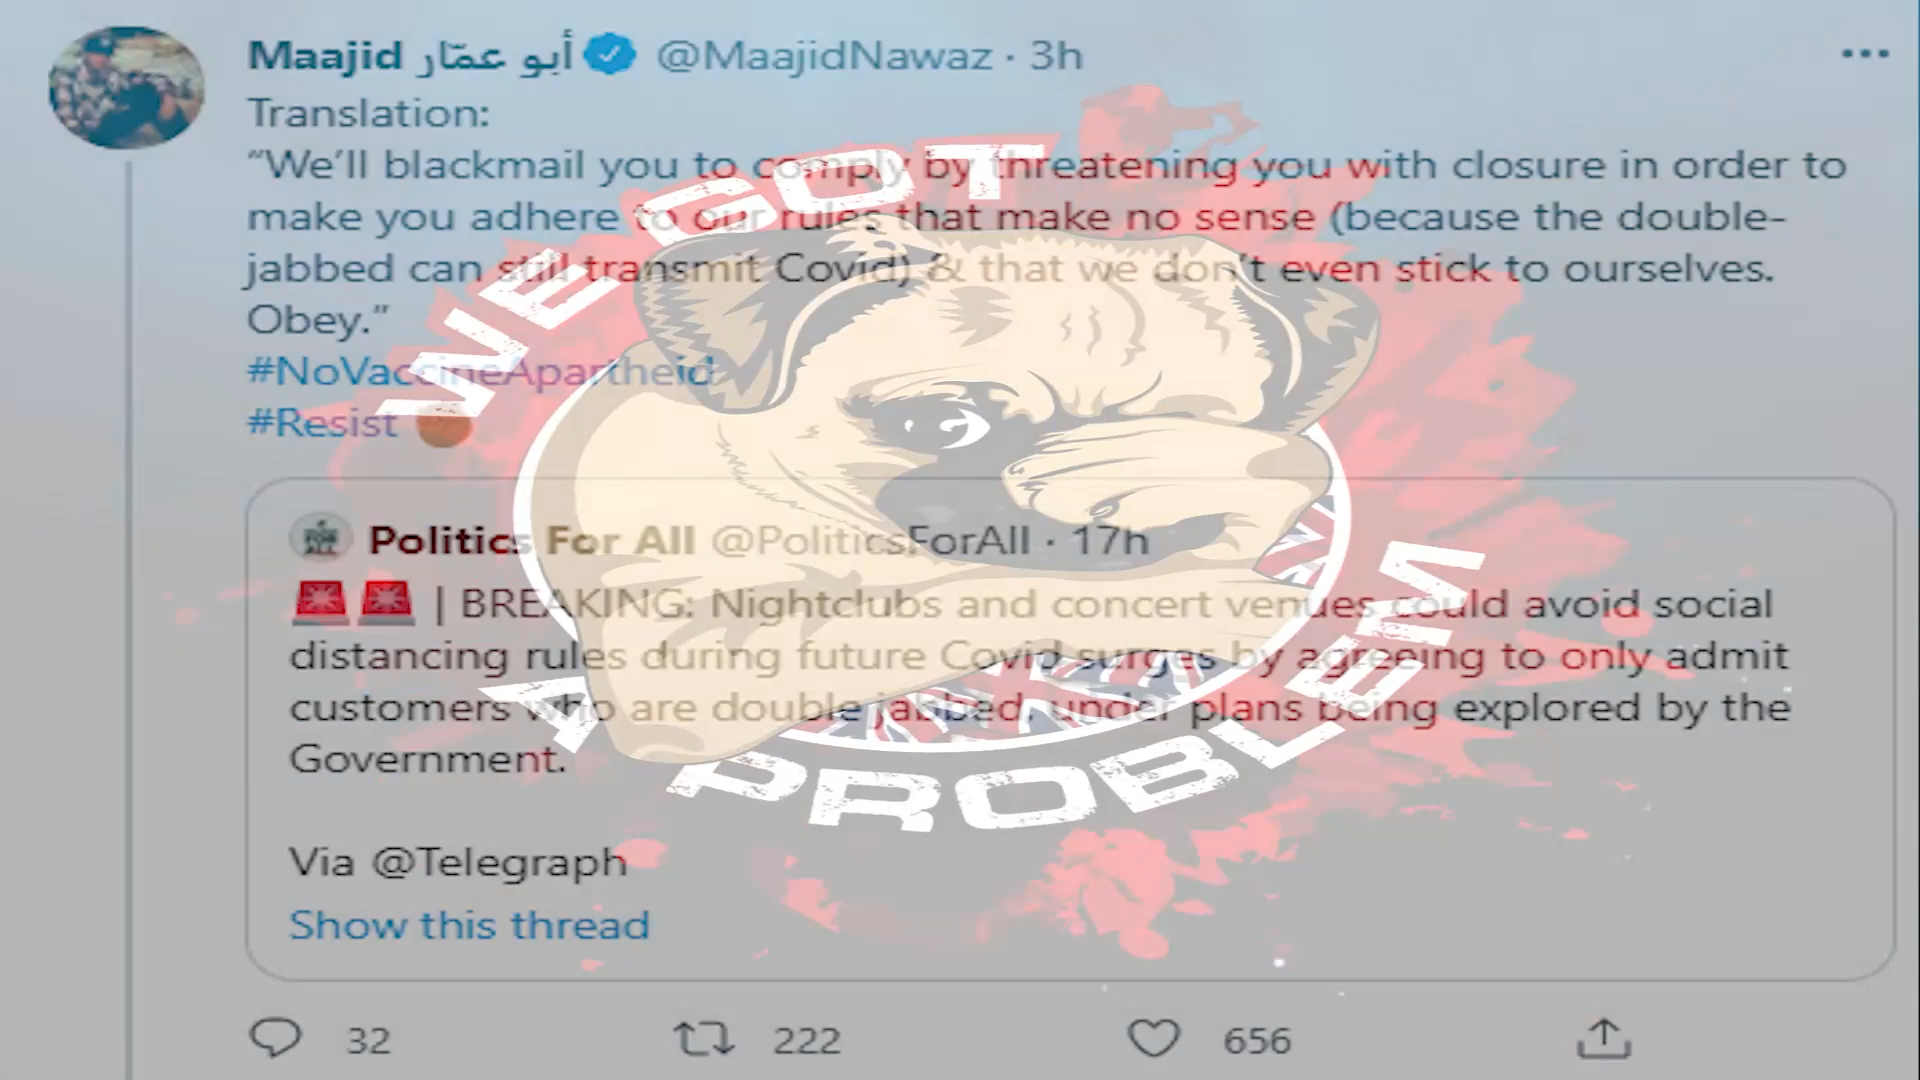 Maajid أبو عمّار @MaajidNawaz · 3h
Translation:
“We’ll blackmail you to comply by threatening you with closure in order to
make you adhere to our rules that make no sense (because the double-
jabbed can still transmit Covid) & that we don’t even stick to ourselves.
Obey.”
#NoVaccineApartheid
#Resist
Politics For All @PoliticsForAll · 17h
| BREAKING: Nightclubs and concert venues could avoid social
distancing rules during future Covid surges by agreeing to only admit
customers who are double jabbed, under plans being explored by the
Government.
Via @Telegraph
Show this thread
32 222 656
WE GOT
A PROBLEM